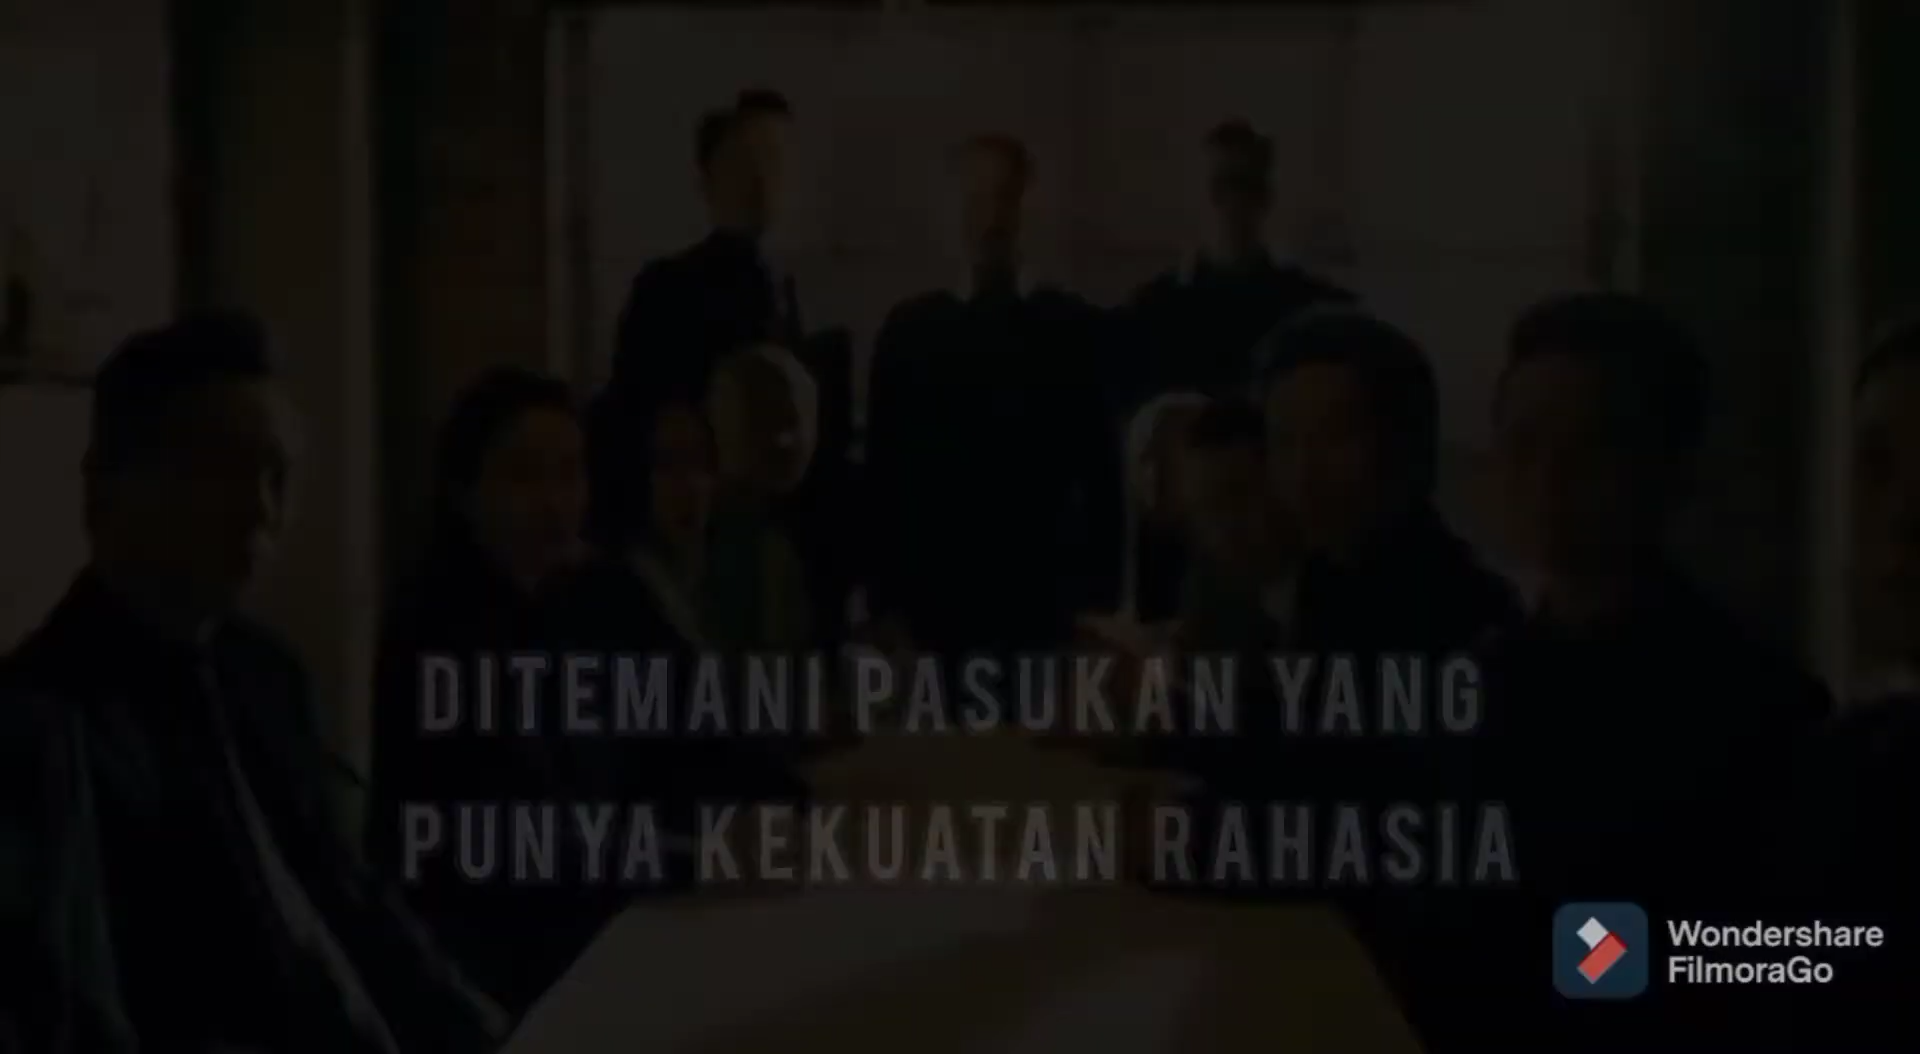 DITEMANI PASUKAN YANG
PUNYA KEKUATAN RAHASIA
Wondershare
FilmoraGo